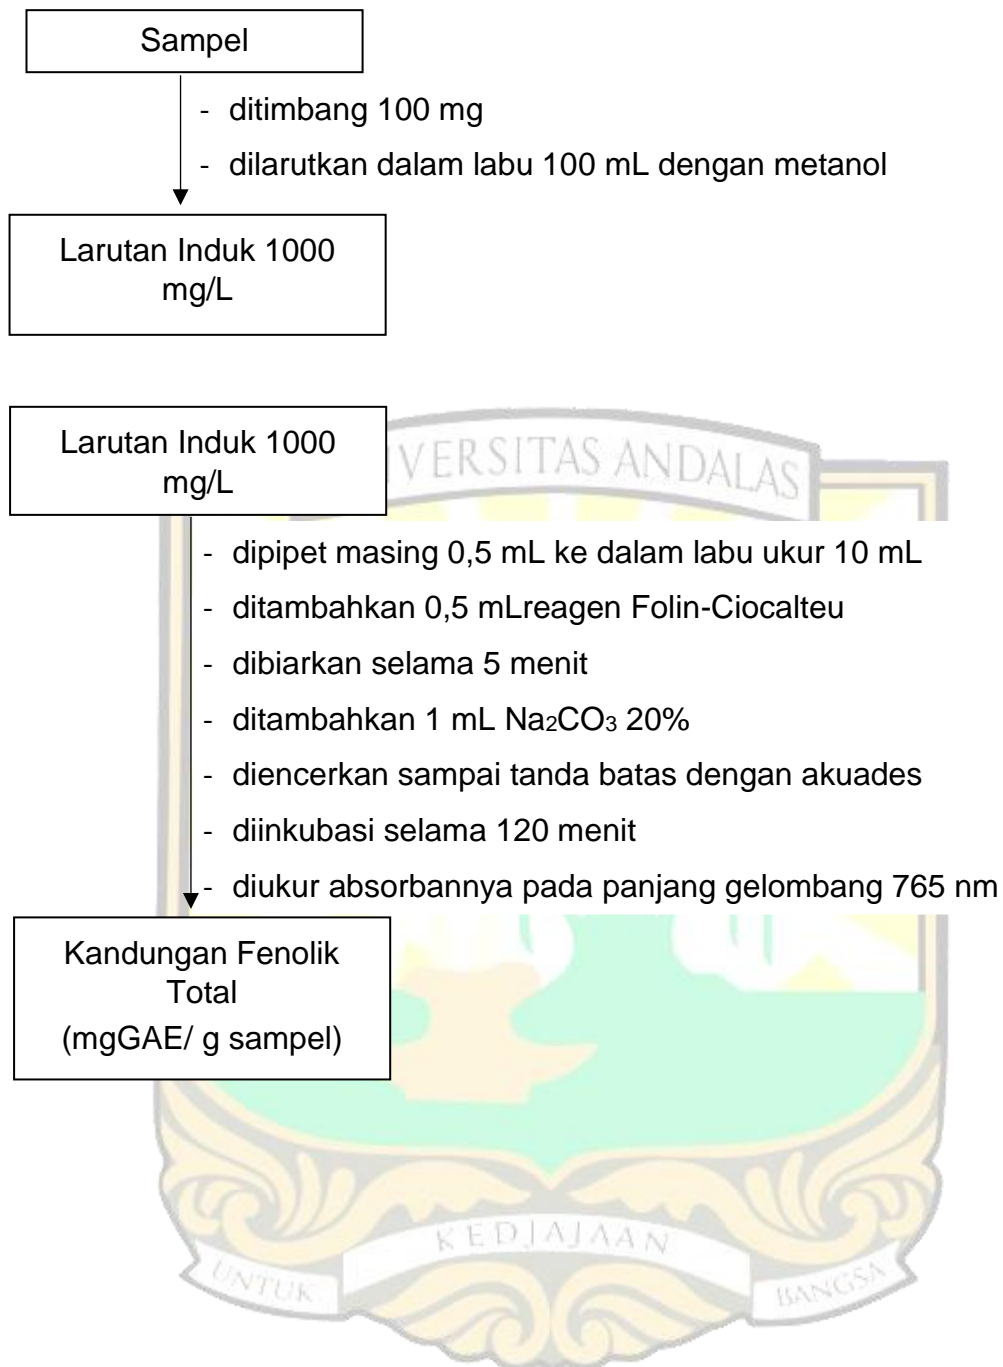 Sampel
- ditimbang 100 mg
- dilarutkan dalam labu 100 mL dengan metanol
Larutan Induk 1000
mg/L
Larutan Induk 1000
mg/L
VERSITAS ANDALAS
- dipipet masing 0,5 mL ke dalam labu ukur 10 mL
- ditambahkan 0,5 mLreagen Folin-Ciocalteu
- dibiarkan selama 5 menit
- ditambahkan 1 mL Na₂CO₃ 20%
- diencerkan sampai tanda batas dengan akuades
- diinkubasi selama 120 menit
- diukur absorbannya pada panjang gelombang 765 nm
Kandungan Fenolik
Total
(mgGAE/ g sampel)
UNTUK KEDJAJAAN BANGSA